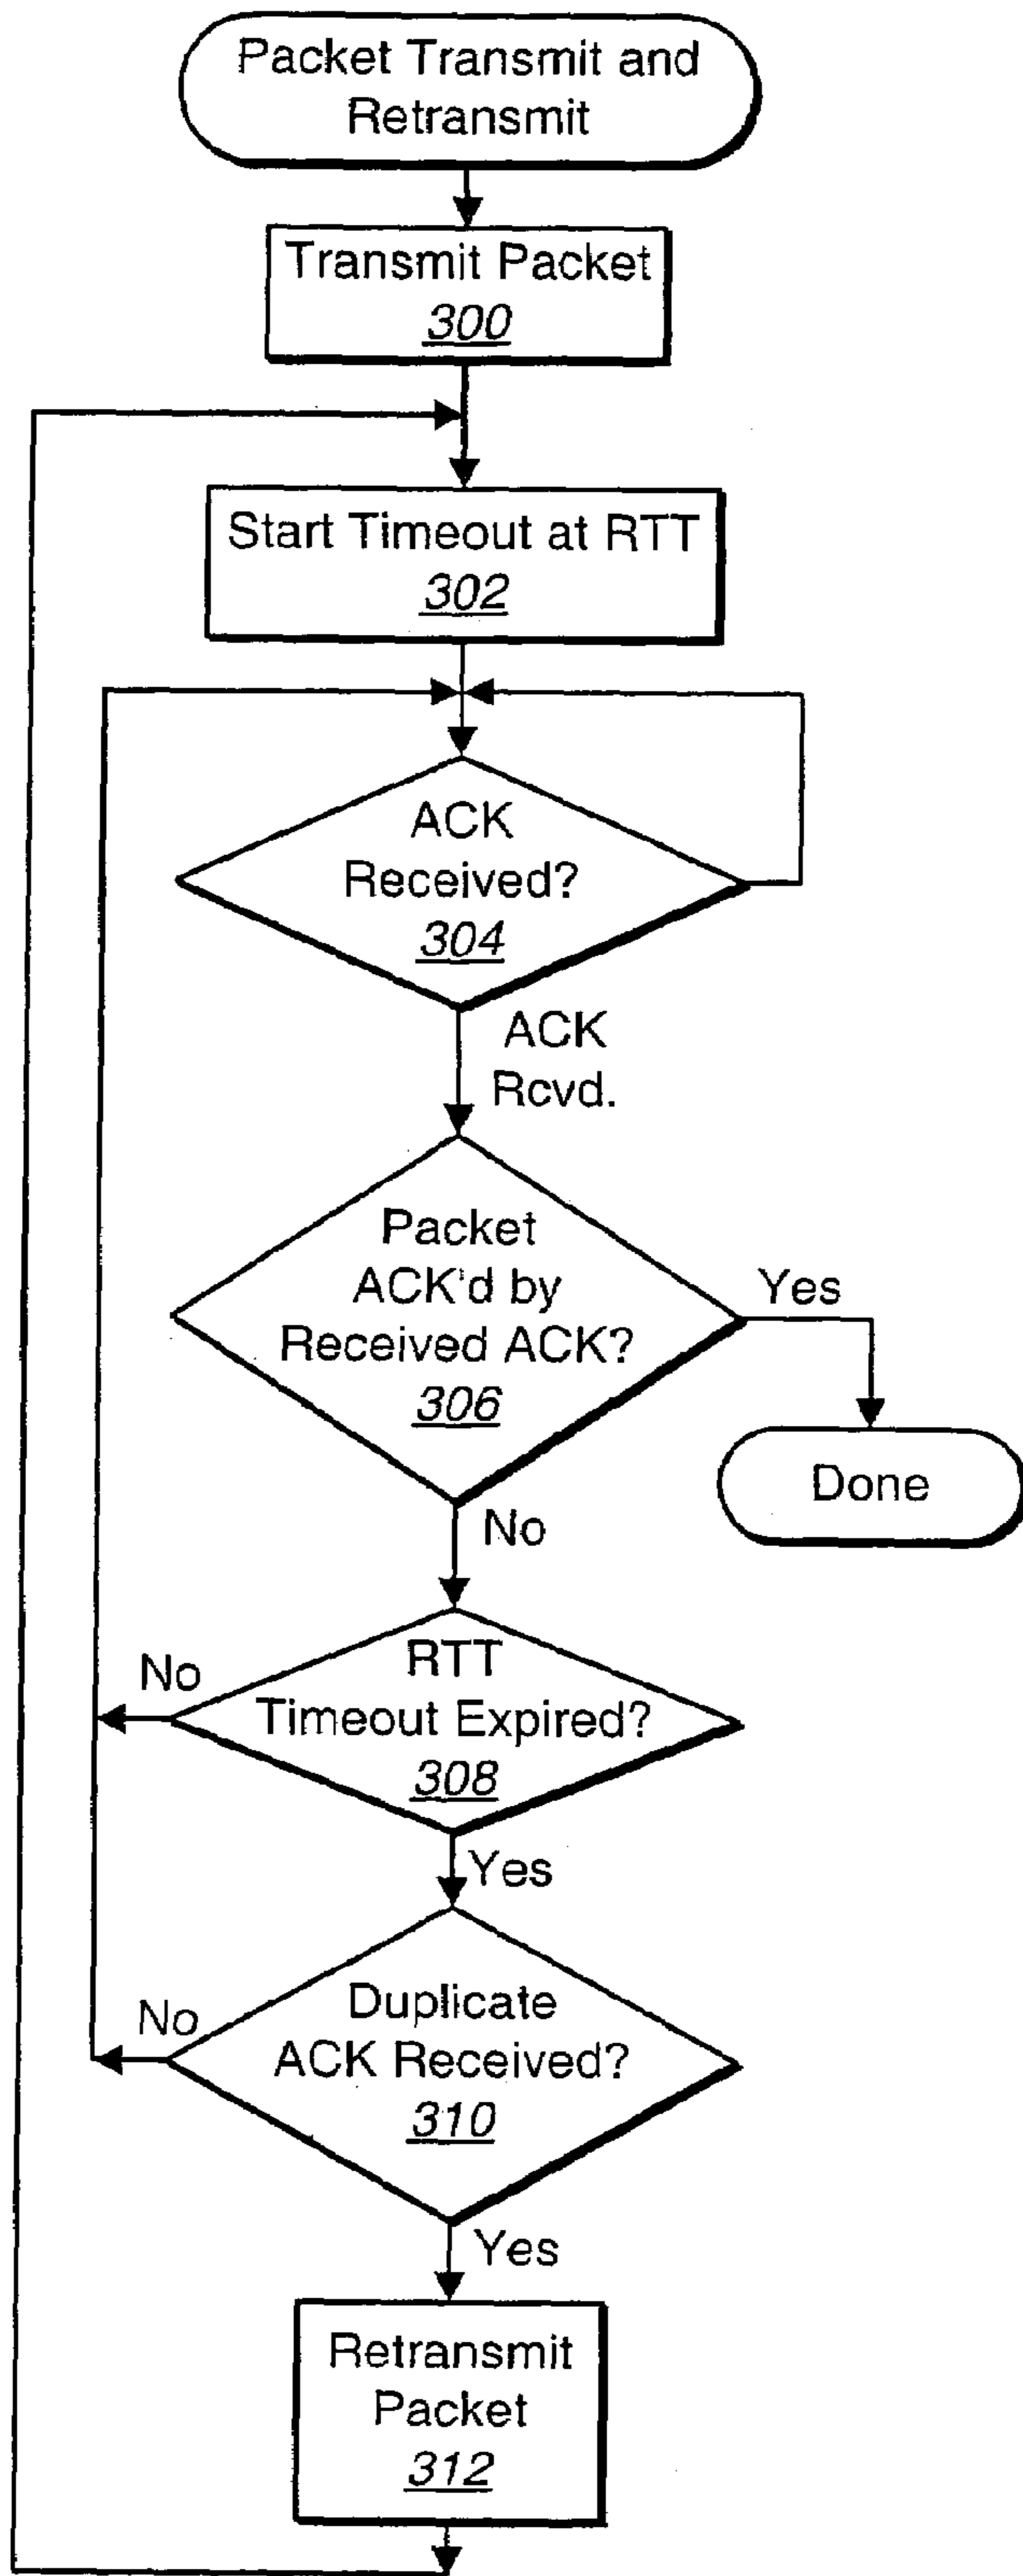 Packet Transmit and
Retransmit
Transmit Packet
300
Start Timeout at RTT
302
ACK
Received?
304
ACK
Rcvd.
Packet
ACK'd by
Received ACK?
306
Yes
Done
No
RTT
Timeout Expired?
308
No
Yes
Duplicate
ACK Received?
310
No
Yes
Retransmit
Packet
312